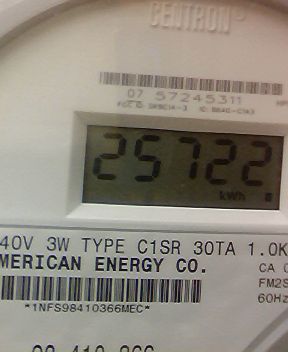 CENTRON®
07 57245311
25722
kWh
40V 3W TYPE C1SR 30TA 1.0K
MERICAN ENERGY CO.
CA 0
FM2S
60Hz
*1NFS98410366MEC*